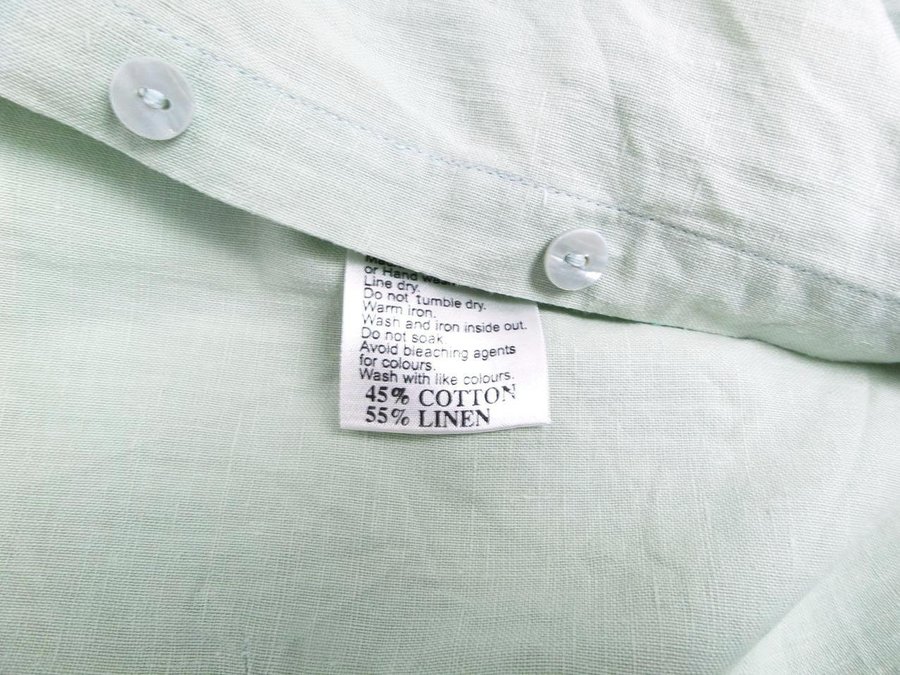 or Hand wash
Line dry.
Do not tumble dry.
Warm iron.
Wash and iron inside out.
Do not soak
Avoid bleaching agents
for colours.
Wash with like colours.
45% COTTON
55% LINEN